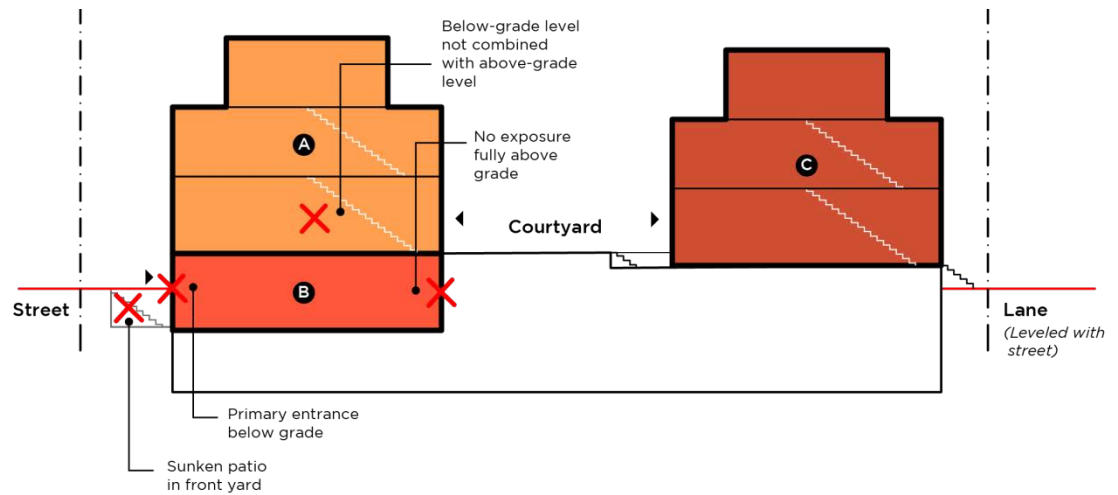 Below-grade level
not combined
with above-grade
level
No exposure
fully above
grade
A
B
C
Courtyard
Street
Lane
(Leveled with
street)
Primary entrance
below grade
Sunken patio
in front yard